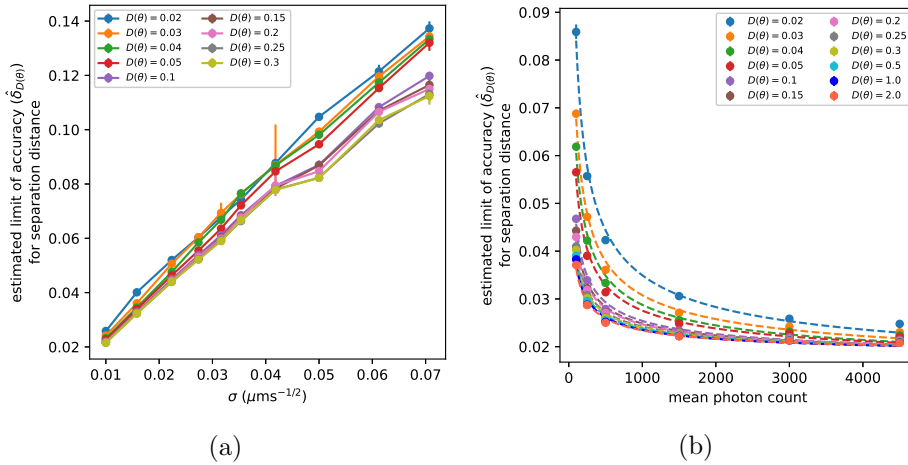 estimated limit of accuracy (δ̂_{D(θ)})
for separation distance
0.14
0.12
0.10
0.08
0.06
0.04
0.02
D(θ) = 0.02
D(θ) = 0.03
D(θ) = 0.04
D(θ) = 0.05
D(θ) = 0.1
D(θ) = 0.15
D(θ) = 0.2
D(θ) = 0.25
D(θ) = 0.3
0.01 0.02 0.03 0.04 0.05 0.06 0.07
σ (μms^{-1/2})
(a)
estimated limit of accuracy (δ̂_{D(θ)})
for separation distance
0.09
0.08
0.07
0.06
0.05
0.04
0.03
0.02
D(θ) = 0.02
D(θ) = 0.03
D(θ) = 0.04
D(θ) = 0.05
D(θ) = 0.1
D(θ) = 0.15
D(θ) = 0.2
D(θ) = 0.25
D(θ) = 0.3
D(θ) = 0.5
D(θ) = 1.0
D(θ) = 2.0
0 1000 2000 3000 4000
mean photon count
(b)